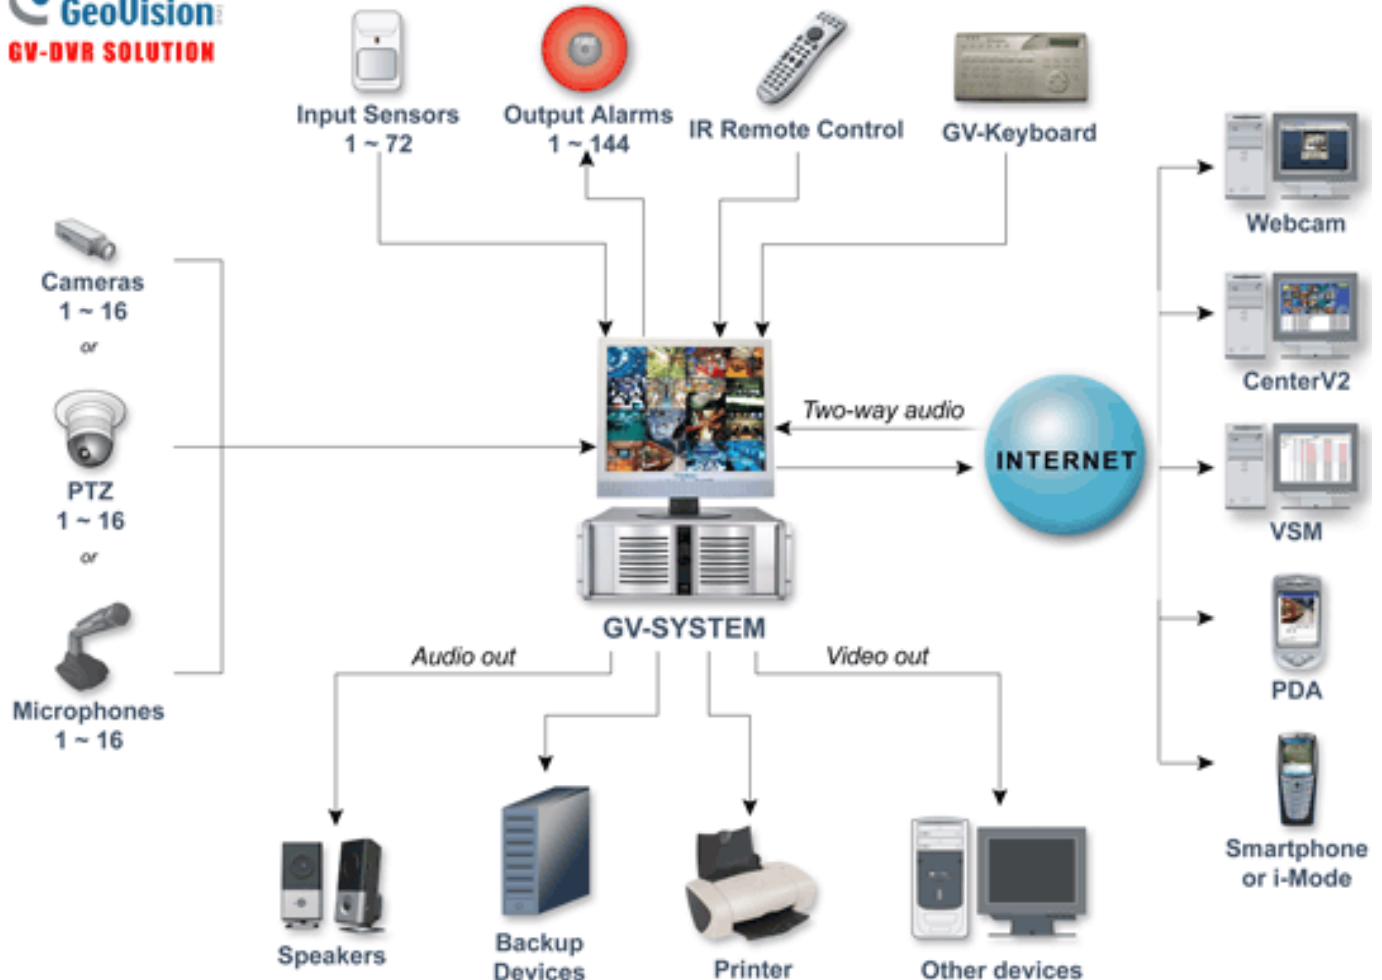 GeoVision
GV-DVR SOLUTION
Input Sensors
1 ~ 72
Output Alarms
1 ~ 144
IR Remote Control
GV-Keyboard
Webcam
Cameras
1 ~ 16
or
PTZ
1 ~ 16
or
Microphones
1 ~ 16
Two-way audio
INTERNET
CenterV2
VSM
PDA
Smartphone
or i-Mode
GV-SYSTEM
Audio out
Video out
Speakers
Backup
Devices
Printer
Other devices